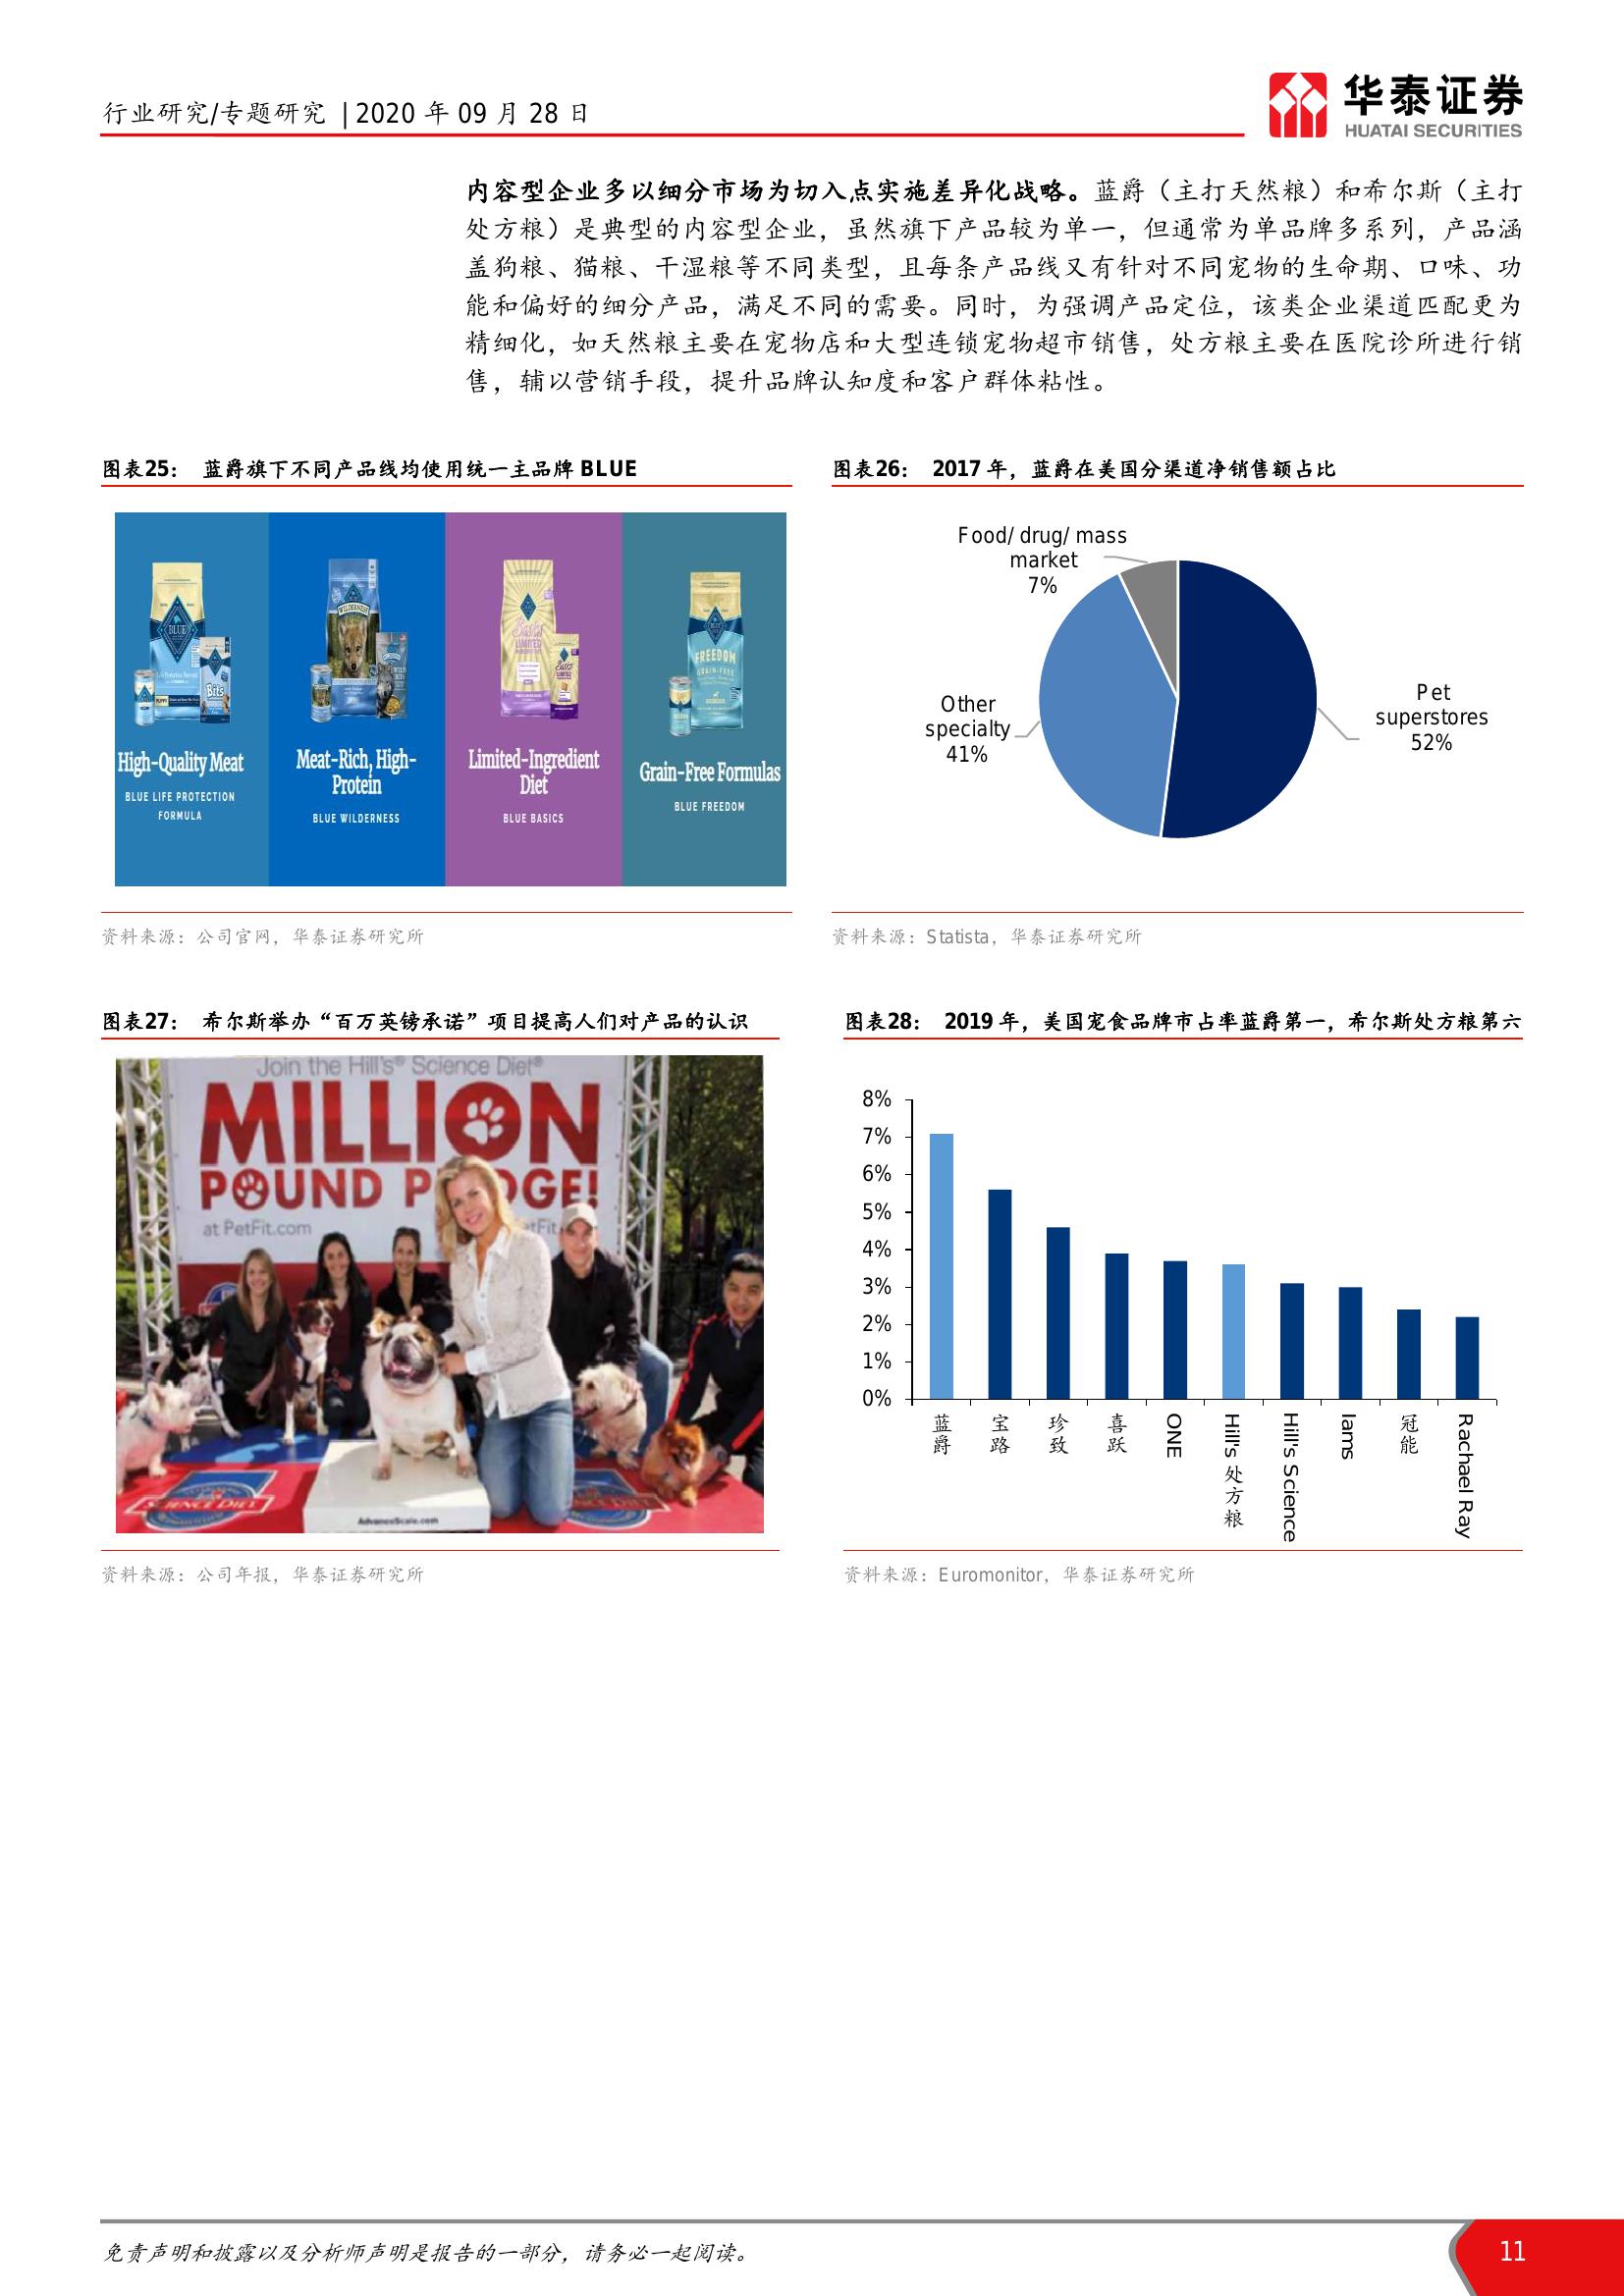 行业研究/专题研究 | 2020 年 09 月 28 日
华泰证券
HUATAI SECURITIES
内容型企业多以细分市场为切入点实施差异化战略。蓝爵（主打天然粮）和希尔斯（主打
处方粮）是典型的内容型企业，虽然旗下产品较为单一，但通常为单品牌多系列，产品涵
盖狗粮、猫粮、干湿粮等不同类型，且每条产品线又有针对不同宠物的生命期、口味、功
能和偏好的细分产品，满足不同的需要。同时，为强调产品定位，该类企业渠道匹配更为
精细化，如天然粮主要在宠物店和大型连锁宠物超市销售，处方粮主要在医院诊所进行销
售，辅以营销手段，提升品牌认知度和客户群体粘性。
图表25： 蓝爵旗下不同产品线均使用统一主品牌 BLUE
BLUE
Bits
WILDERNESS
Basics
LIMITED
FREEDOM
GRAIN-FREE
High-Quality Meat
BLUE LIFE PROTECTION
FORMULA
Meat-Rich, High-
Protein
BLUE WILDERNESS
Limited-Ingredient
Diet
BLUE BASICS
Grain-Free Formulas
BLUE FREEDOM
资料来源：公司官网，华泰证券研究所
图表26： 2017 年，蓝爵在美国分渠道净销售额占比
Food/ drug/ mass
market
7%
Other
specialty
41%
Pet
superstores
52%
资料来源：Statista，华泰证券研究所
图表27： 希尔斯举办“百万英镑承诺”项目提高人们对产品的认识
Join the Hill's® Science Diet®
MILLION
POUND P DGE!
at PetFit.com
etFit
SCIENCE DIET
AdvanceScale.com
IENCE DIET
资料来源：公司年报，华泰证券研究所
图表28： 2019 年，美国宠食品牌市占率蓝爵第一，希尔斯处方粮第六
8%
7%
6%
5%
4%
3%
2%
1%
0%
蓝爵
宝路
珍致
喜跃
ONE
Hill's 处方粮
Hill's Science
Iams
冠能
Rachael Ray
资料来源：Euromonitor，华泰证券研究所
免责声明和披露以及分析师声明是报告的一部分，请务必一起阅读。
11